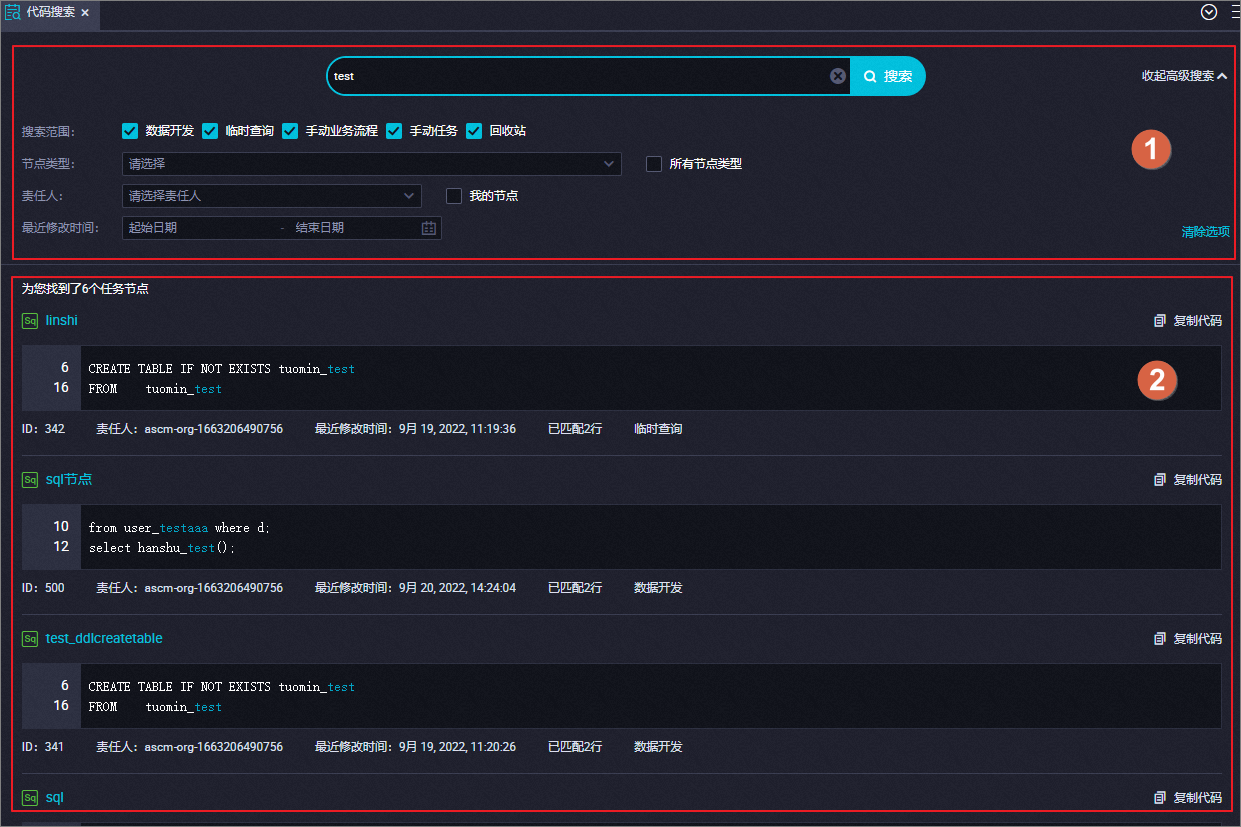 代码搜索 ×
test 搜索 收起高级搜索
搜索范围: 数据开发 临时查询 手动业务流程 手动任务 回收站
1
节点类型: 请选择 所有节点类型
责任人: 请选择责任人 我的节点
最近修改时间: 起始日期 - 结束日期
清除选项
为您找到了6个任务节点
Sq linshi 复制代码
6 CREATE TABLE IF NOT EXISTS tuomin_test
16 FROM tuomin_test
2
ID: 342 责任人: ascm-org-1663206490756 最近修改时间: 9月 19, 2022, 11:19:36 已匹配2行 临时查询
Sq sql节点 复制代码
10 from user_testaaa where d;
12 select hanshu_test();
ID: 500 责任人: ascm-org-1663206490756 最近修改时间: 9月 20, 2022, 14:24:04 已匹配2行 数据开发
Sq test_ddlcreatetable 复制代码
6 CREATE TABLE IF NOT EXISTS tuomin_test
16 FROM tuomin_test
ID: 341 责任人: ascm-org-1663206490756 最近修改时间: 9月 19, 2022, 11:20:26 已匹配2行 数据开发
Sq sql 复制代码